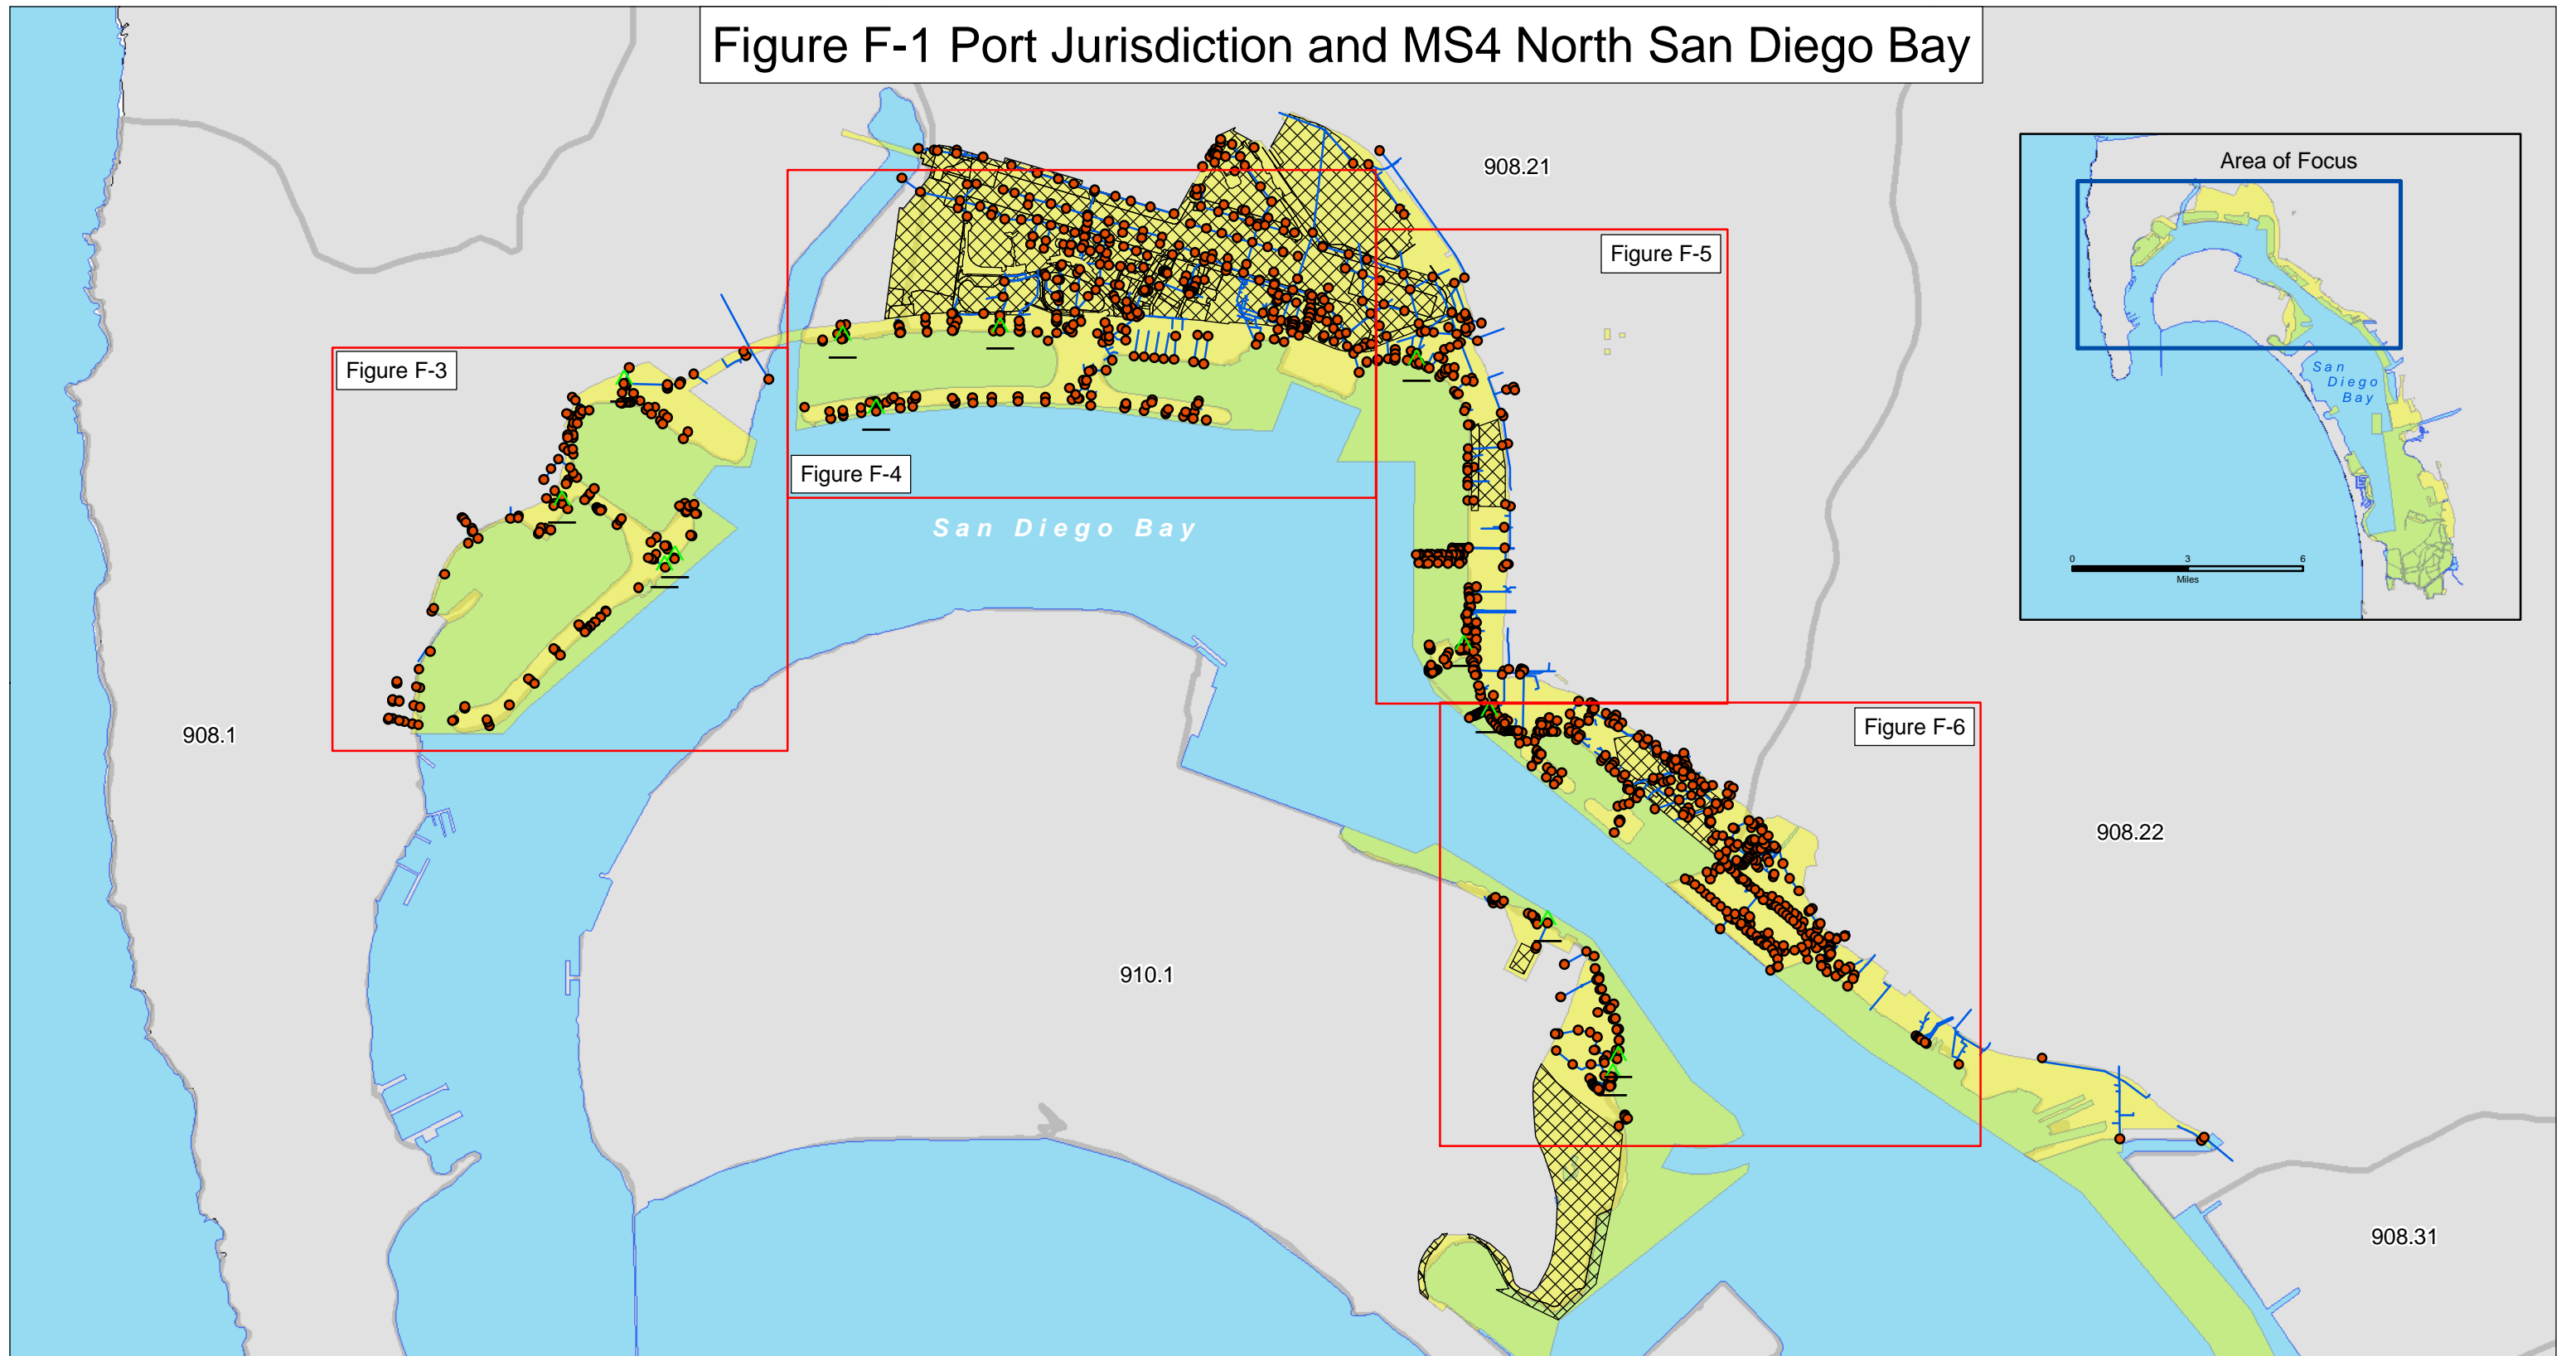 Figure F-1 Port Jurisdiction and MS4 North San Diego Bay
908.21
Area of Focus
Figure F-5
Figure F-3
San
Diego
Bay
Figure F-4
San Diego Bay
0 3 6
Miles
908.1
Figure F-6
908.22
910.1
908.31